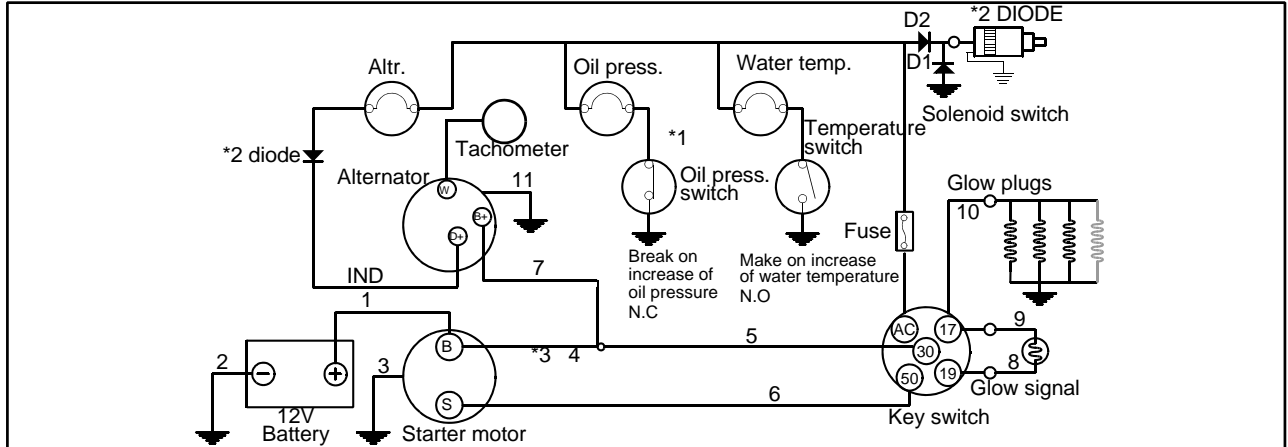 D2
*2 DIODE
D1
Solenoid switch
Altr.
Oil press.
Water temp.
*2 diode
Tachometer
Alternator
W
B+
D+
11
*1
Oil press.
switch
Temperature
switch
Break on
increase of
oil pressure
N.C
Make on increase
of water temperature
N.O
Fuse
Glow plugs
10
IND
7
1
2
12V
Battery
3
B
S
Starter motor
*3
4
5
6
AC
17
30
50
19
Key switch
9
8
Glow signal